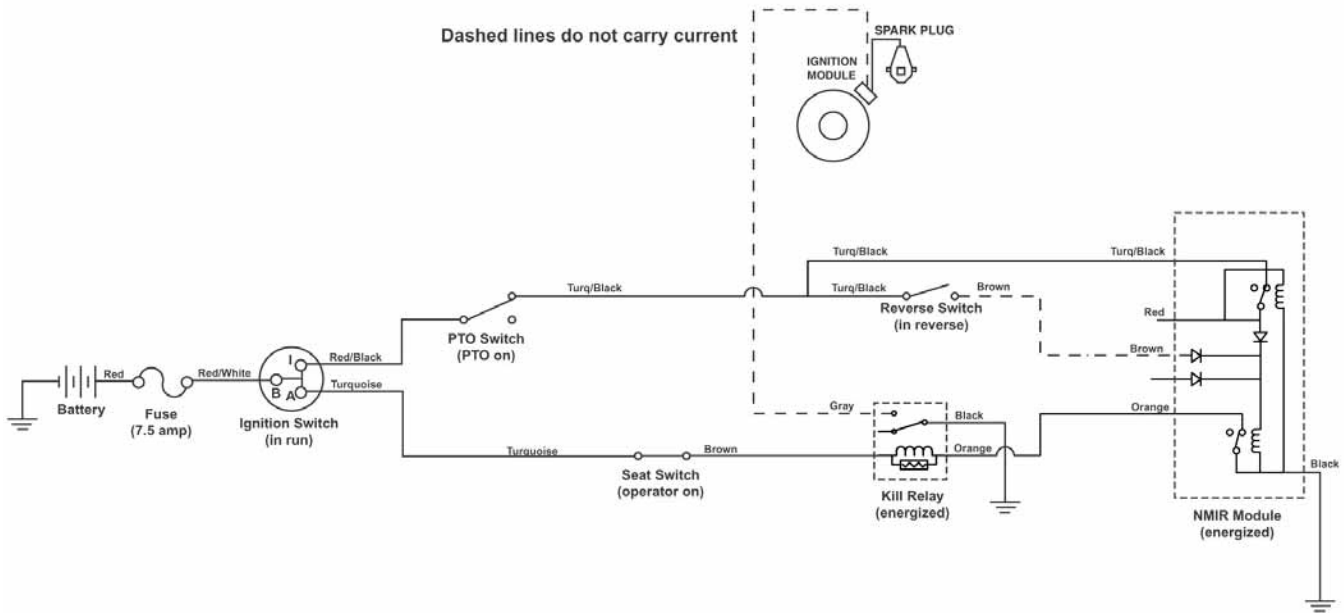 Dashed lines do not carry current
SPARK PLUG
IGNITION
MODULE
Turq/Black
Turq/Black
Turq/Black
Turq/Black
Brown
Reverse Switch
(in reverse)
Red
PTO Switch
(PTO on)
Brown
Red/Black
Red
Red/White
I
B
A
Turquoise
Battery
Fuse
(7.5 amp)
Ignition Switch
(in run)
Gray
Black
Orange
Turquoise
Brown
Orange
Seat Switch
(operator on)
Kill Relay
(energized)
Black
NMIR Module
(energized)